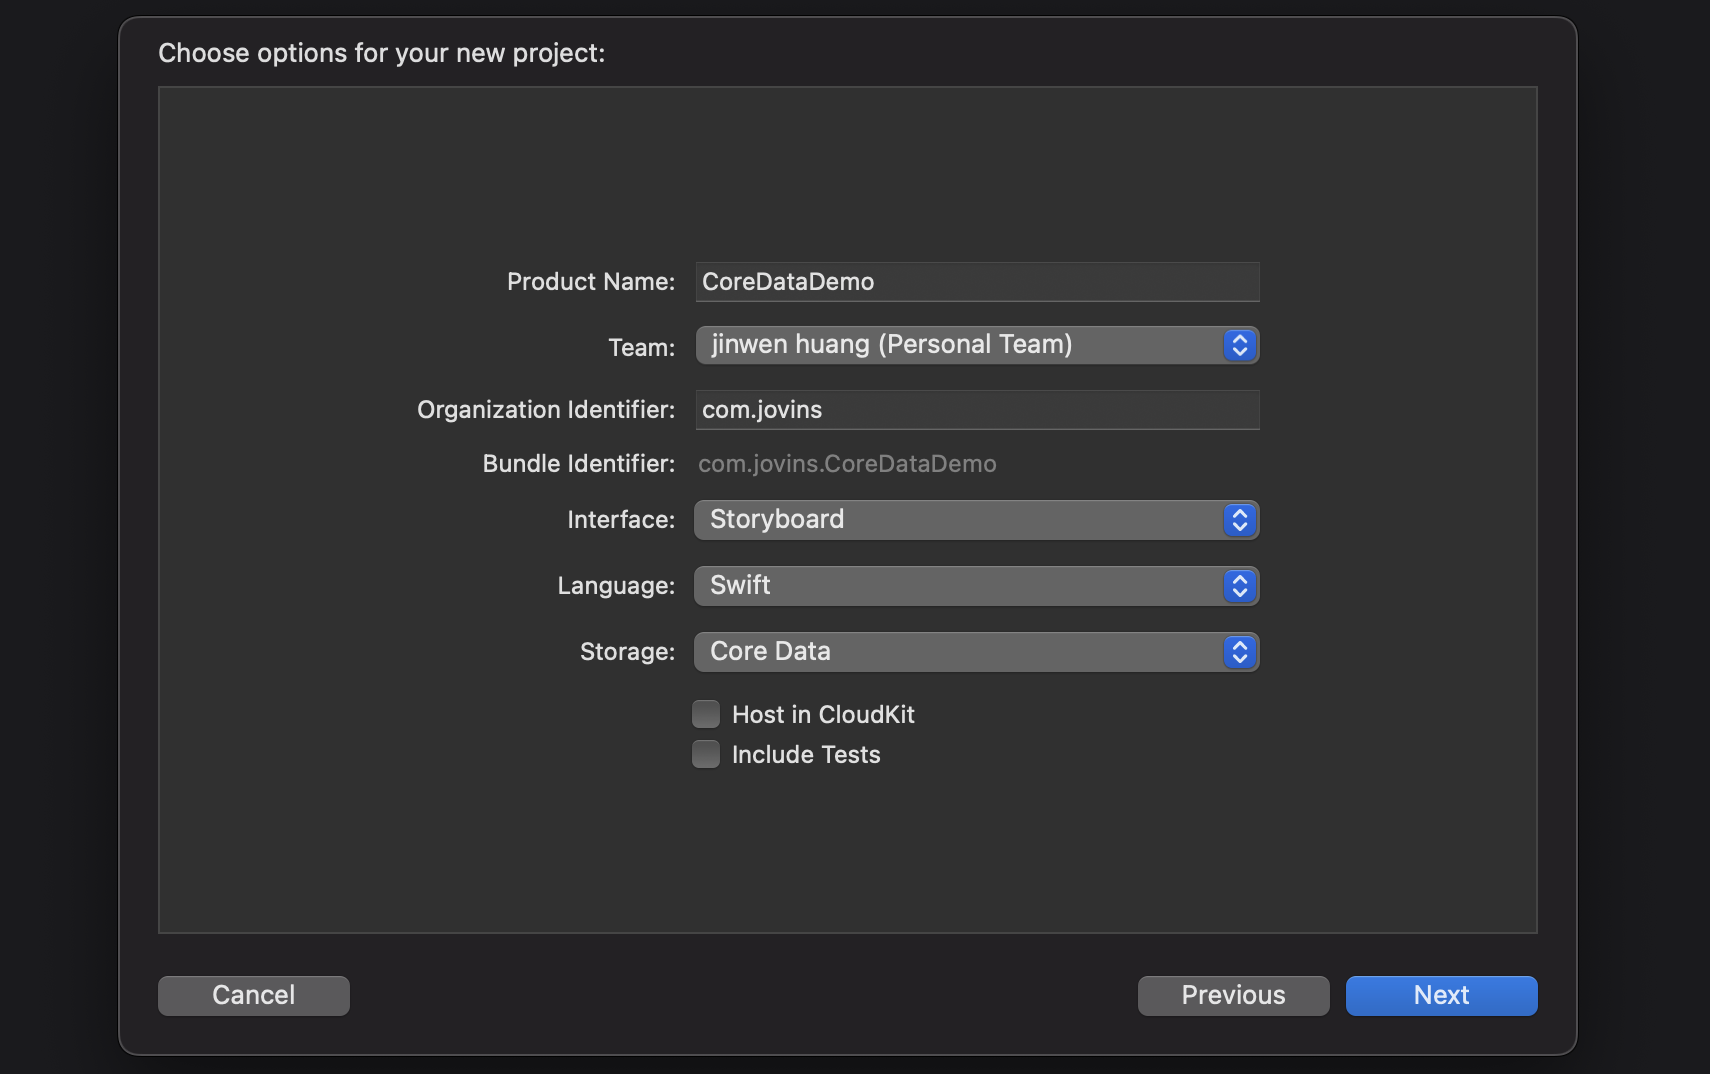 Choose options for your new project:
Product Name: CoreDataDemo
Team: jinwen huang (Personal Team)
Organization Identifier: com.jovins
Bundle Identifier: com.jovins.CoreDataDemo
Interface: Storyboard
Language: Swift
Storage: Core Data
Host in CloudKit
Include Tests
Cancel Previous Next